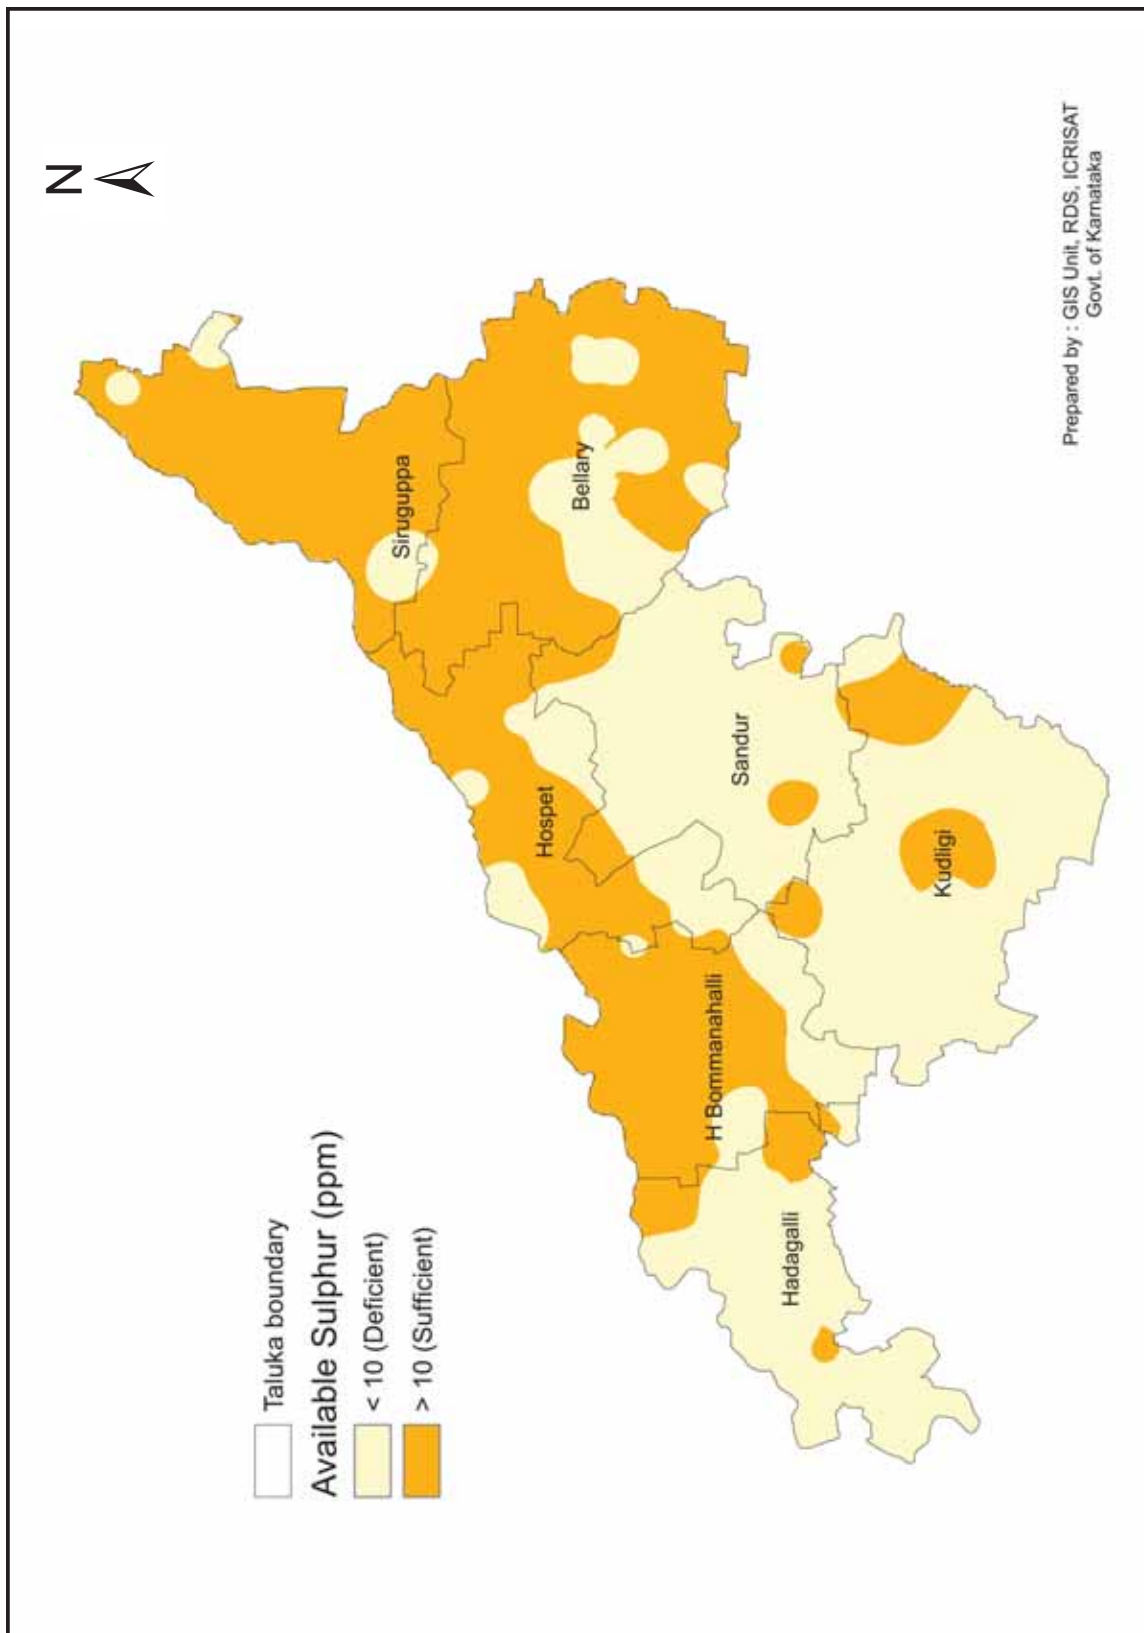 N
Taluka boundary
Available Sulphur (ppm)
< 10 (Deficient)
> 10 (Sufficient)
Siruguppa
Bellary
Hospet
Sandur
H Bommanahalli
Kudligi
Hadagalli
Prepared by : GIS Unit, RDS, ICRISAT
Govt. of Karnataka